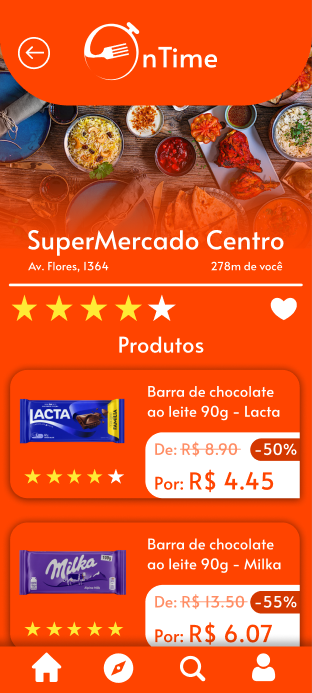 OnTime
SuperMercado Centro
Av. Flores, 1364
278m de você
Produtos
Barra de chocolate
ao leite 90g - Lacta
LACTA
De: R$ 8.90
-50%
Por: R$ 4.45
Barra de chocolate
ao leite 90g - Milka
Milka
De: R$ 13.50
-55%
Por: R$ 6.07